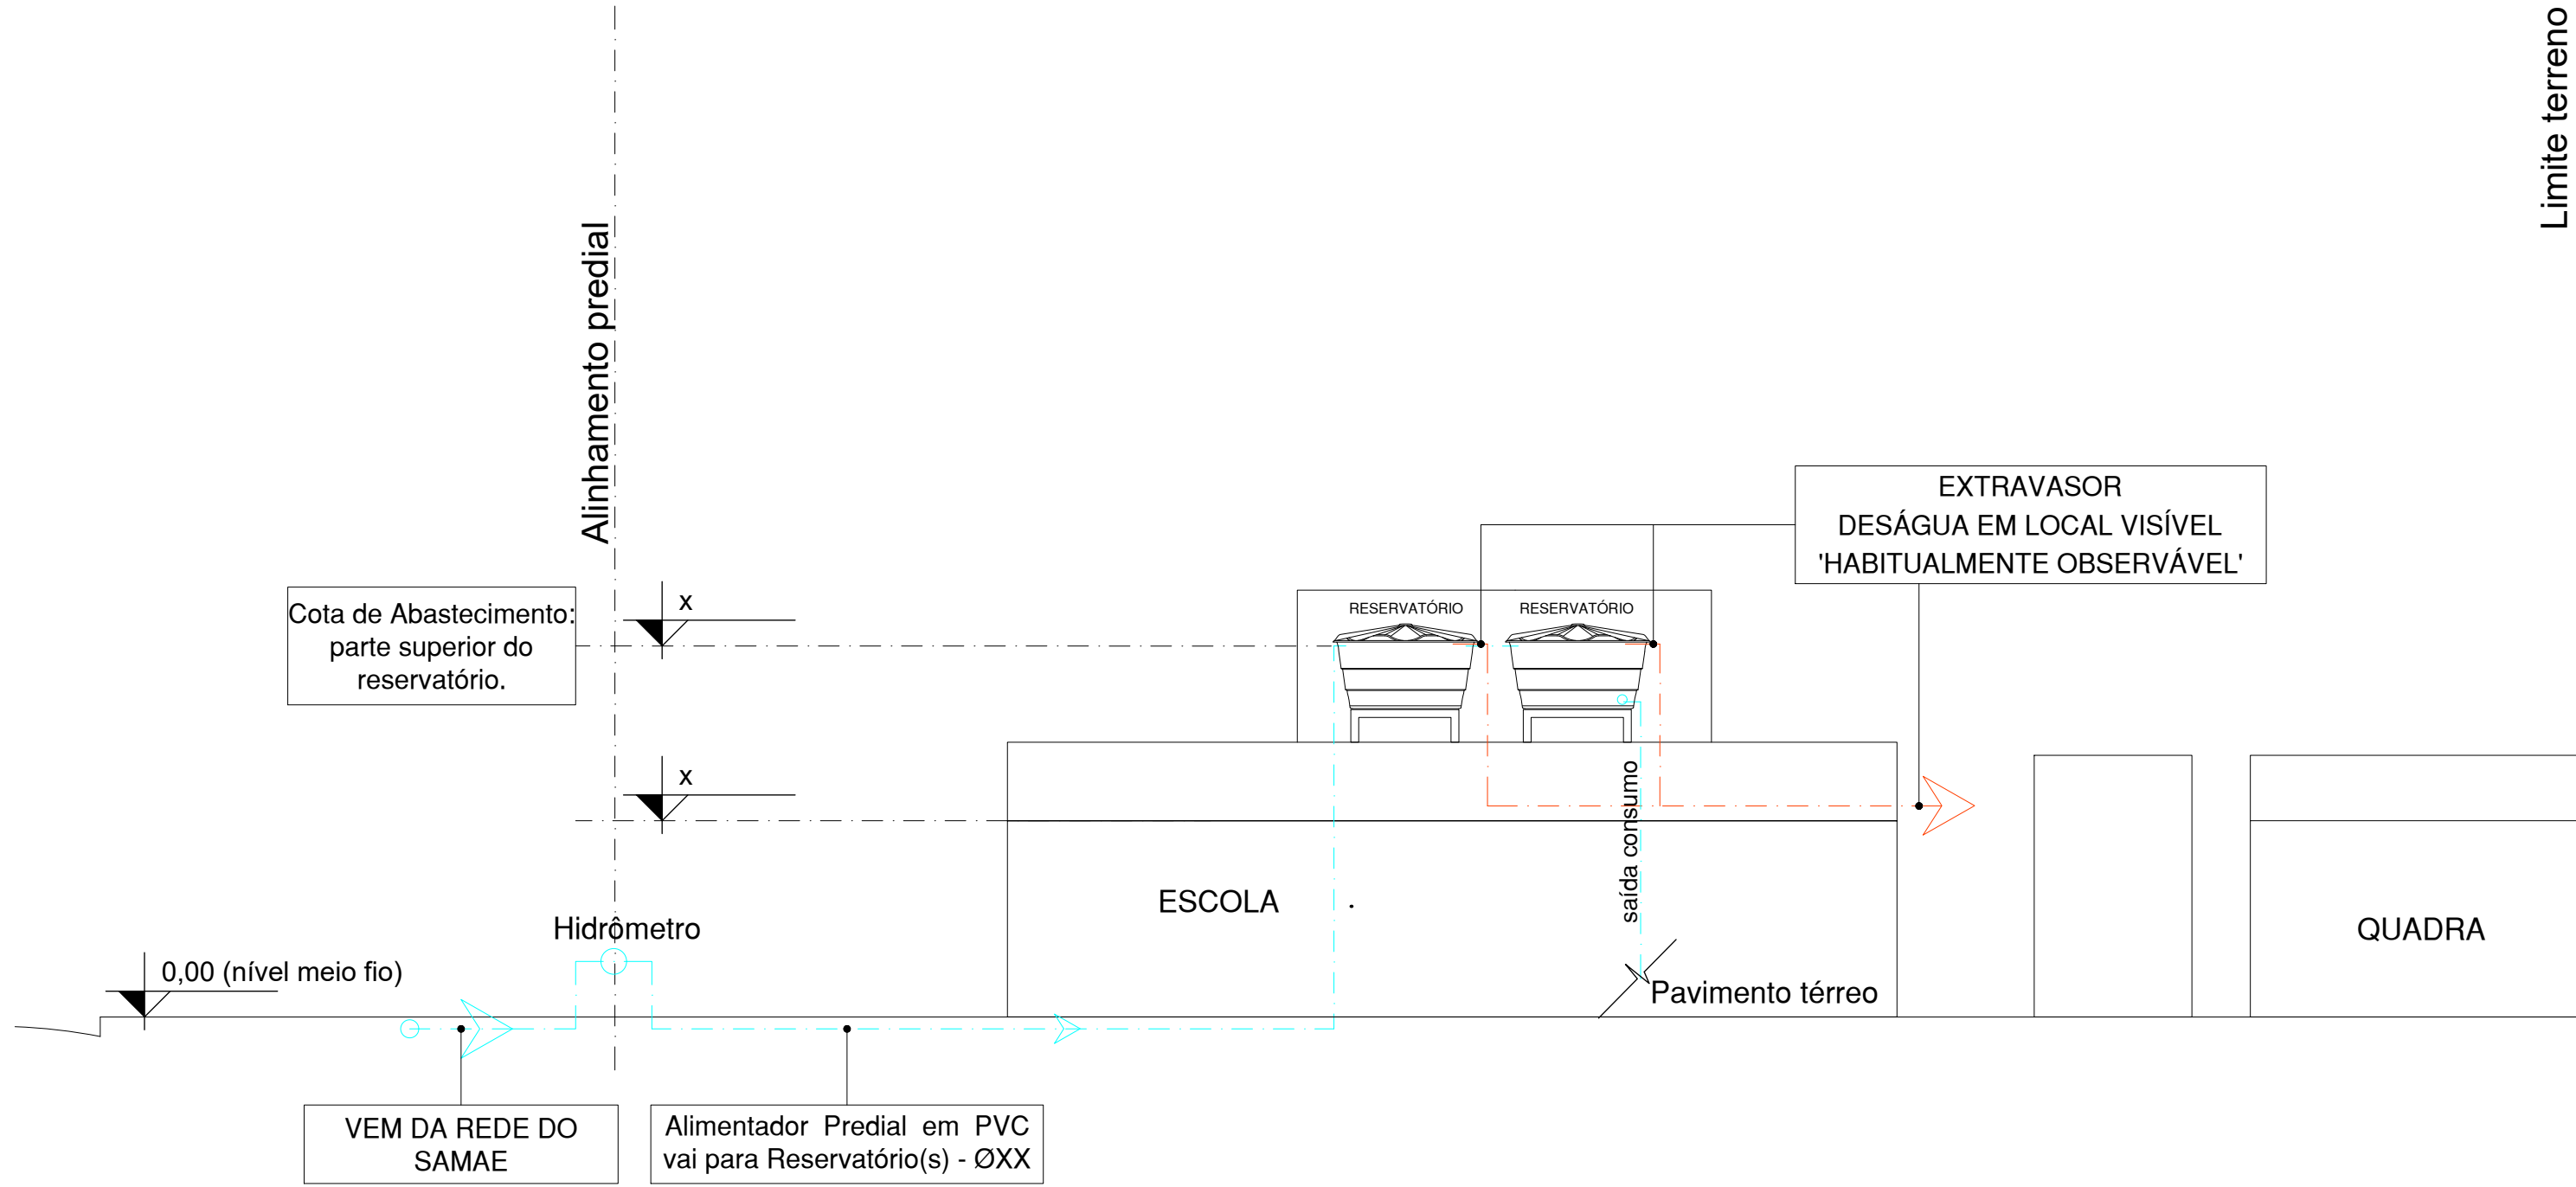 Limite terreno
Alinhamento predial
EXTRAVASOR
DESÁGUA EM LOCAL VISÍVEL
'HABITUALMENTE OBSERVÁVEL'
Cota de Abastecimento:
parte superior do
reservatório.
x
RESERVATÓRIO
RESERVATÓRIO
x
saída consumo
ESCOLA
Hidrômetro
QUADRA
0,00 (nível meio fio)
Pavimento térreo
VEM DA REDE DO
SAMAE
Alimentador Predial em PVC
vai para Reservatório(s) - ØXX